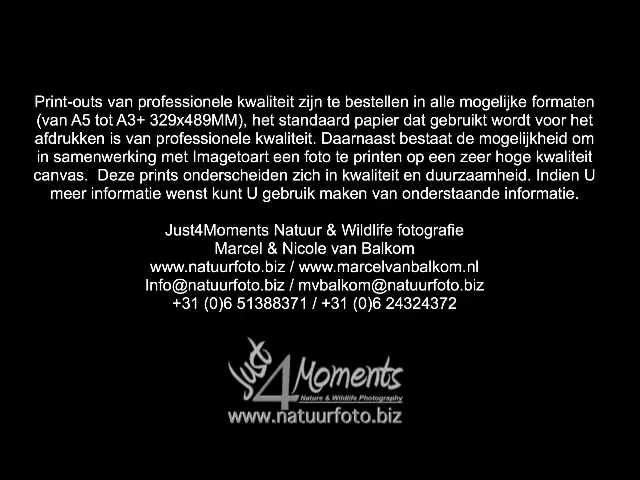 Print-outs van professionele kwaliteit zijn te bestellen in alle mogelijke formaten
(van A5 tot A3+ 329x489MM), het standaard papier dat gebruikt wordt voor het
afdrukken is van professionele kwaliteit. Daarnaast bestaat de mogelijkheid om
in samenwerking met Imagetoart een foto te printen op een zeer hoge kwaliteit
canvas.  Deze prints onderscheiden zich in kwaliteit en duurzaamheid. Indien U
meer informatie wenst kunt U gebruik maken van onderstaande informatie.
Just4Moments Natuur & Wildlife fotografie
Marcel & Nicole van Balkom
www.natuurfoto.biz / www.marcelvanbalkom.nl
Info@natuurfoto.biz / mvbalkom@natuurfoto.biz
+31 (0)6 51388371 / +31 (0)6 24324372
Just 4 Moments
Nature & Wildlife Photography
www.natuurfoto.biz